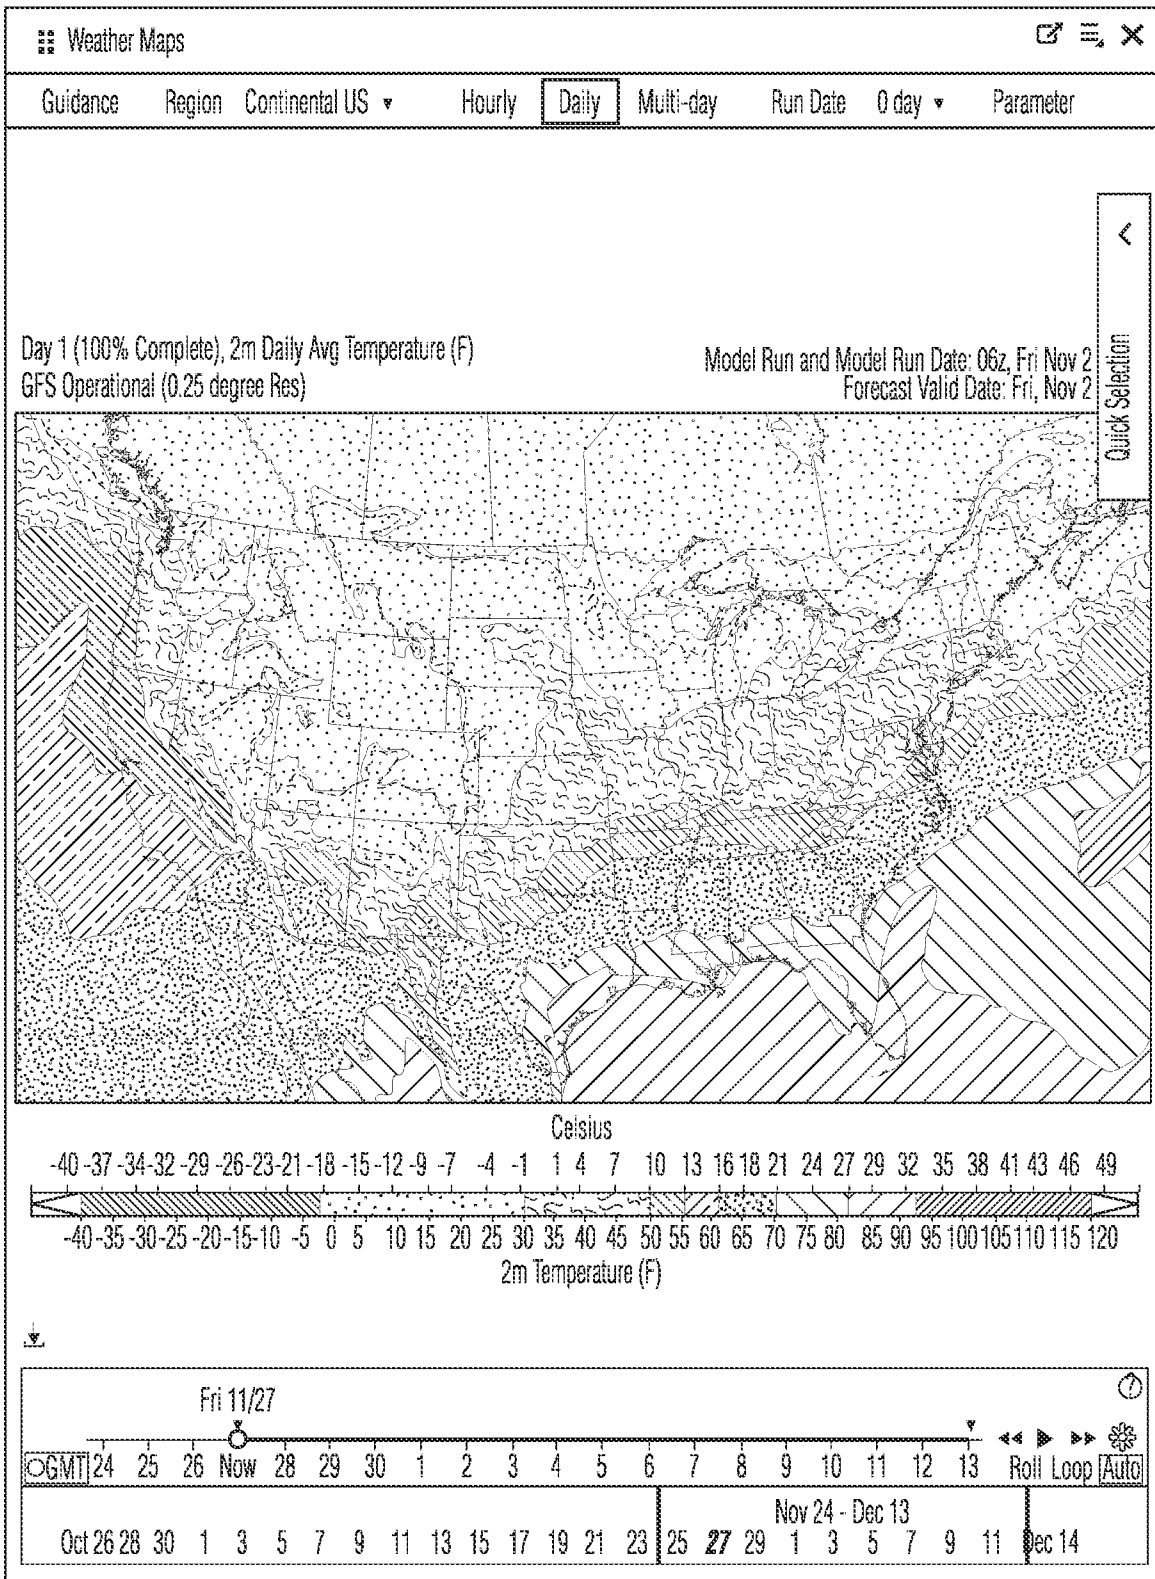 Weather Maps
Guidance Region Continental US Hourly Daily Multi-day Run Date 0 day Parameter
Quick Selection
Day 1 (100% Complete), 2m Daily Avg Temperature (F)
GFS Operational (0.25 degree Res)
Model Run and Model Run Date: 06z, Fri Nov 2
Forecast Valid Date: Fri, Nov 2
Celsius
-40 -37 -34 -32 -29 -26 -23 -21 -18 -15 -12 -9 -7 -4 -1 1 4 7 10 13 16 18 21 24 27 29 32 35 38 41 43 46 49
-40 -35 -30 -25 -20 -15 -10 -5 0 5 10 15 20 25 30 35 40 45 50 55 60 65 70 75 80 85 90 95 100 105 110 115 120
2m Temperature (F)
Fri 11/27
GMT 24 25 26 Now 28 29 30 1 2 3 4 5 6 7 8 9 10 11 12 13 Roll Loop Auto
Nov 24 - Dec 13
Oct 26 28 30 1 3 5 7 9 11 13 15 17 19 21 23 25 27 29 1 3 5 7 9 11 Dec 14